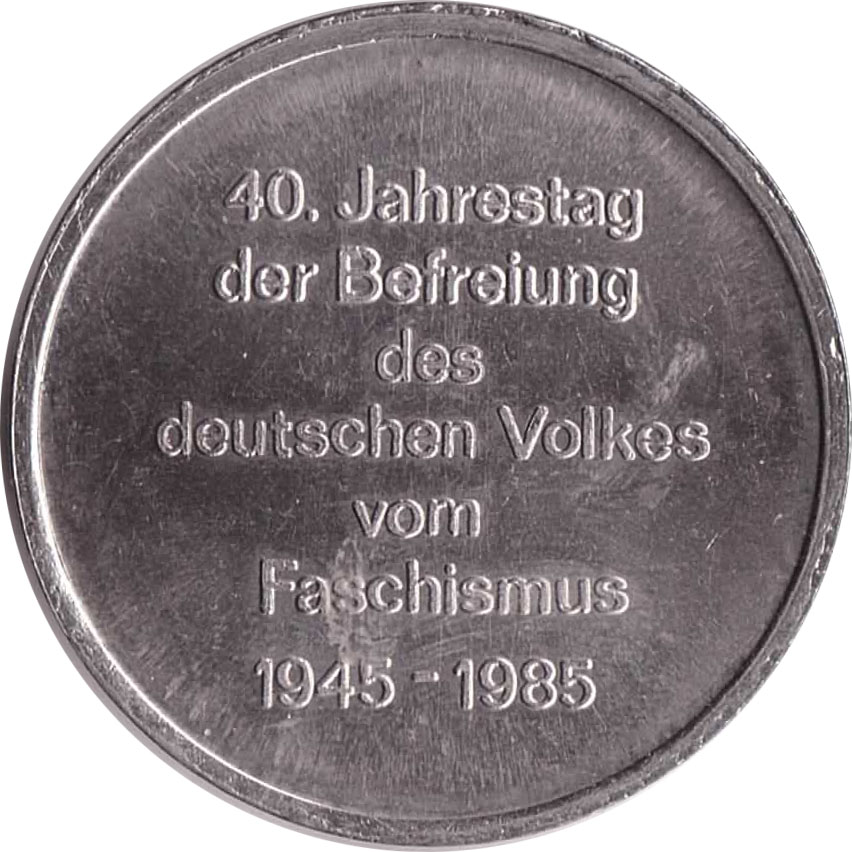 40. Jahrestag
der Befreiung
des
deutschen Volkes
vom
Faschismus
1945 - 1985